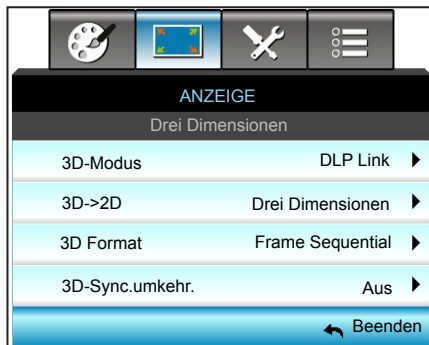 ANZEIGE
Drei Dimensionen
3D-Modus DLP Link
3D->2D Drei Dimensionen
3D Format Frame Sequential
3D-Sync.umkehr. Aus
Beenden